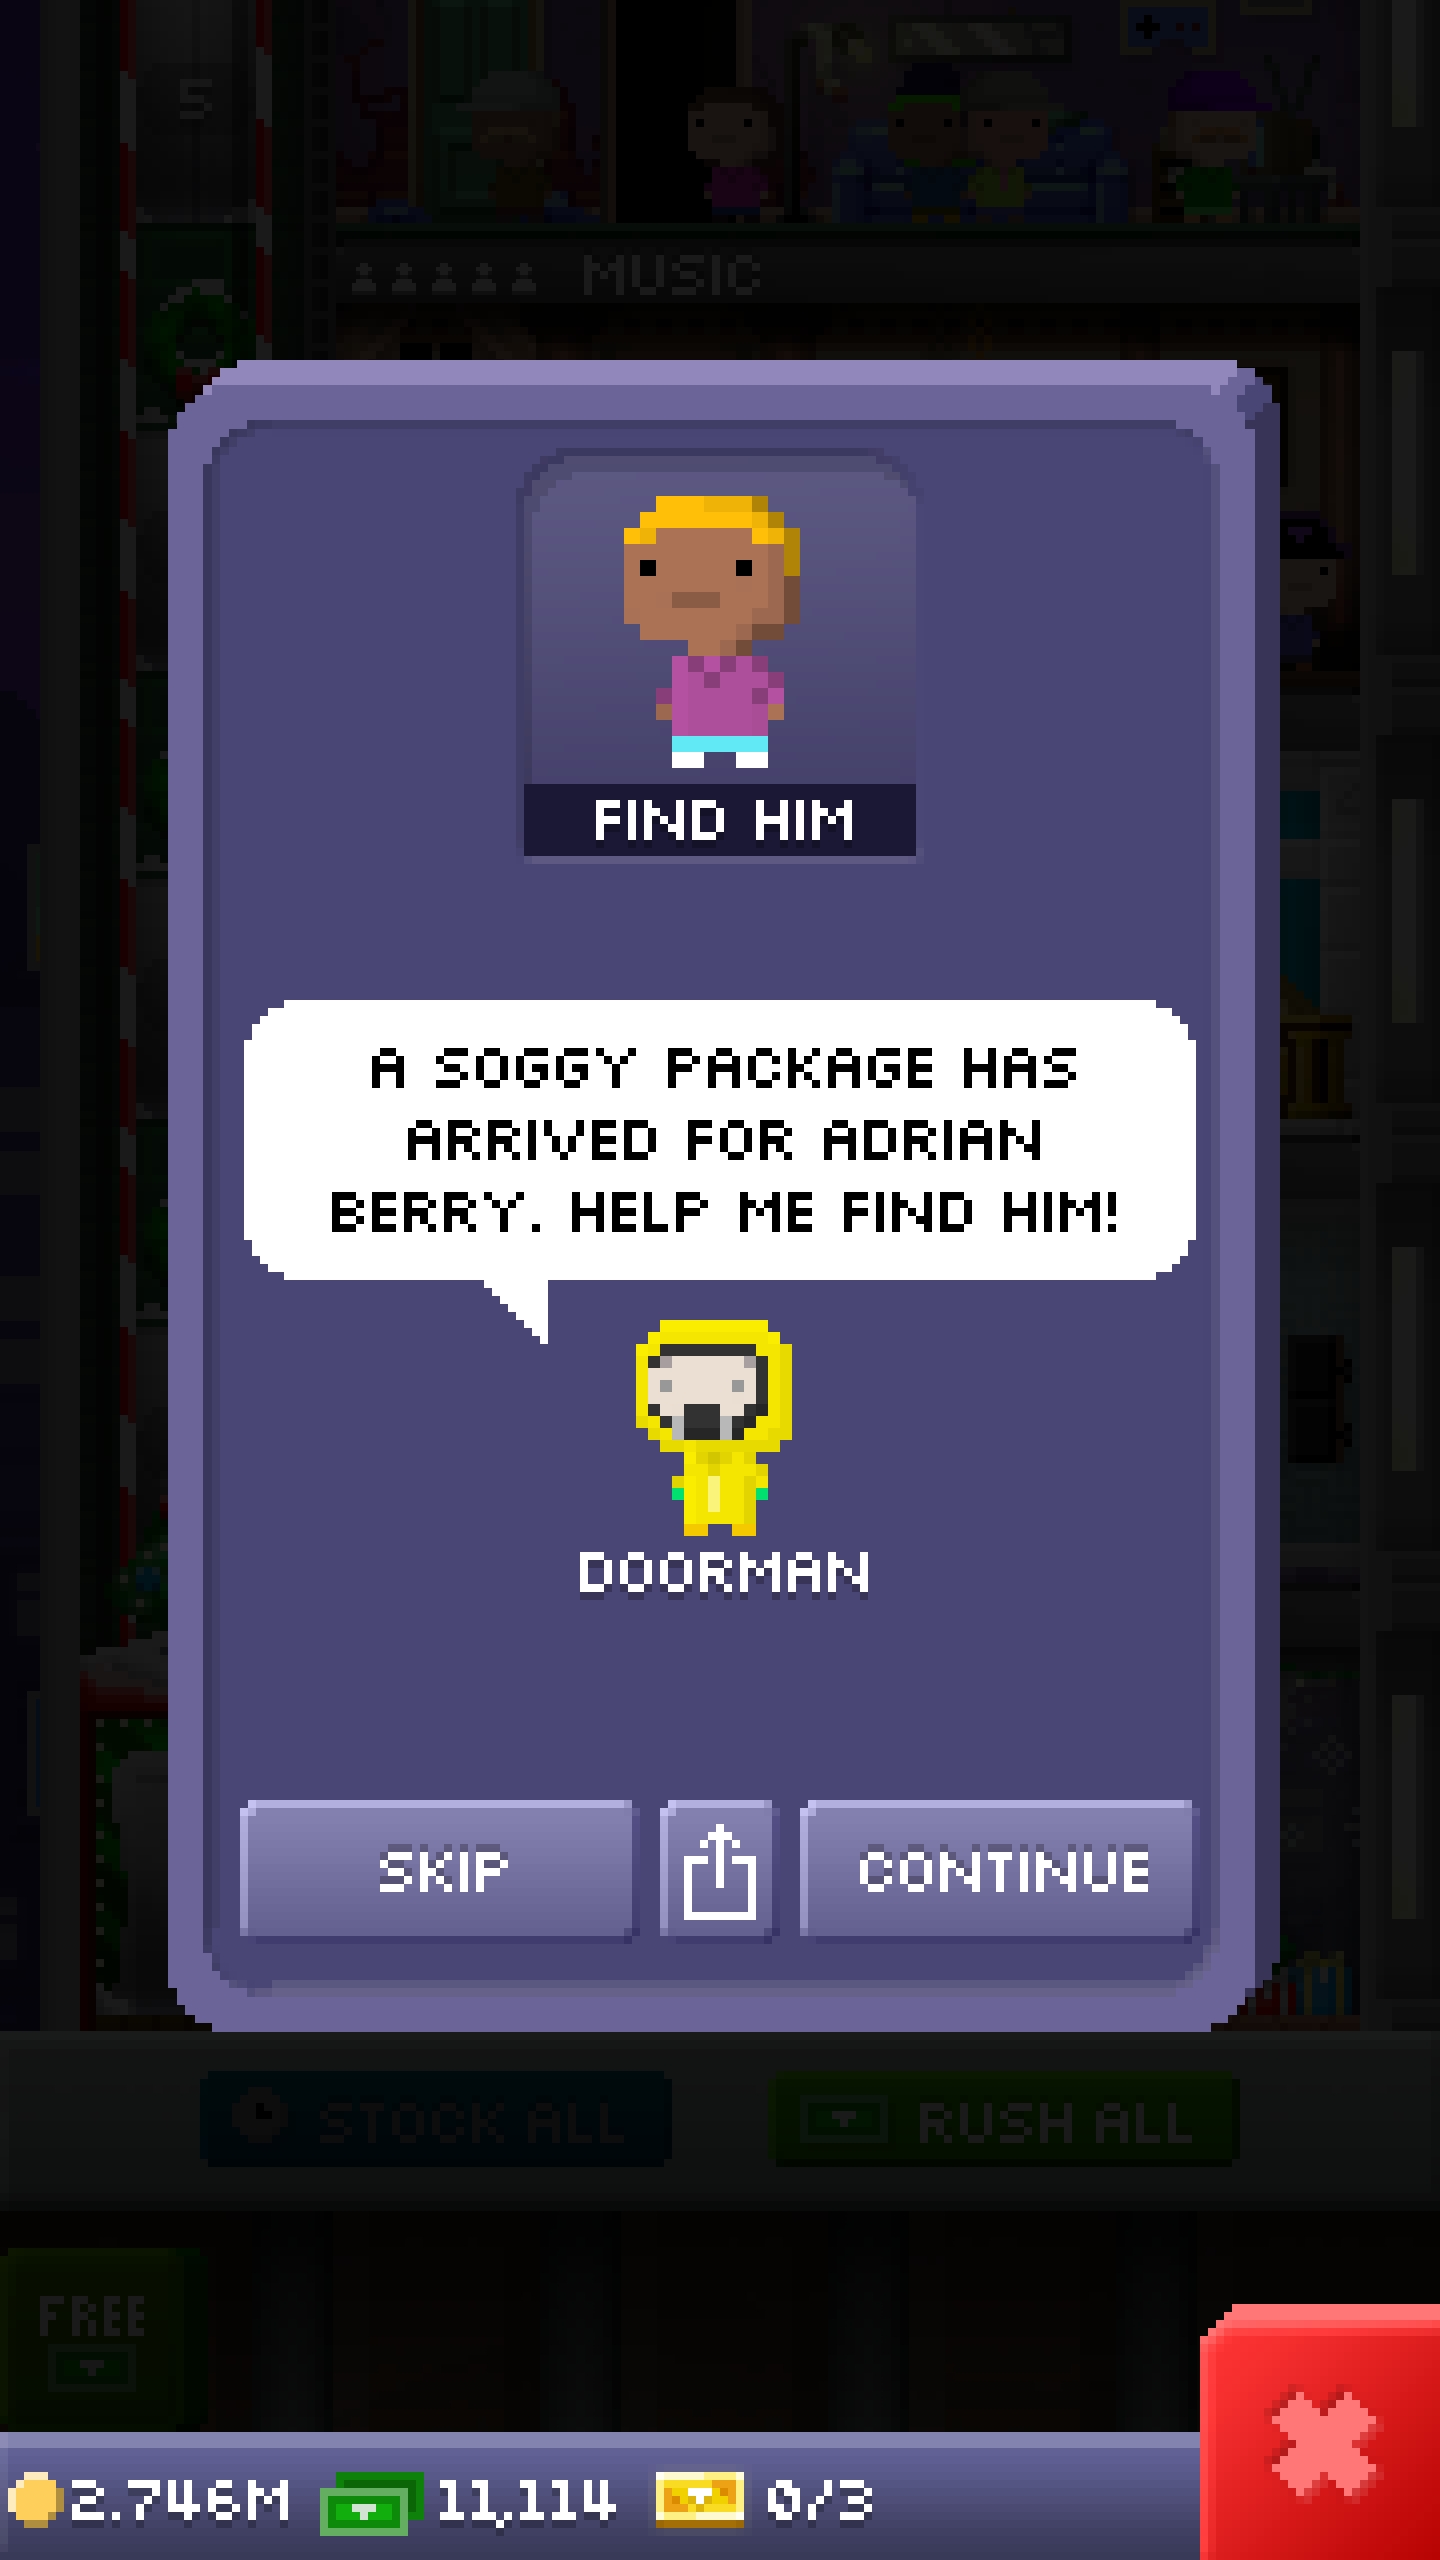 5
MUSIC
FIND HIM
A SOGGY PACKAGE HAS
ARRIVED FOR ADRIAN
BERRY. HELP ME FIND HIM!
DOORMAN
SKIP
CONTINUE
STOCK ALL
RUSH ALL
FREE
2.746M 11,114 0/3